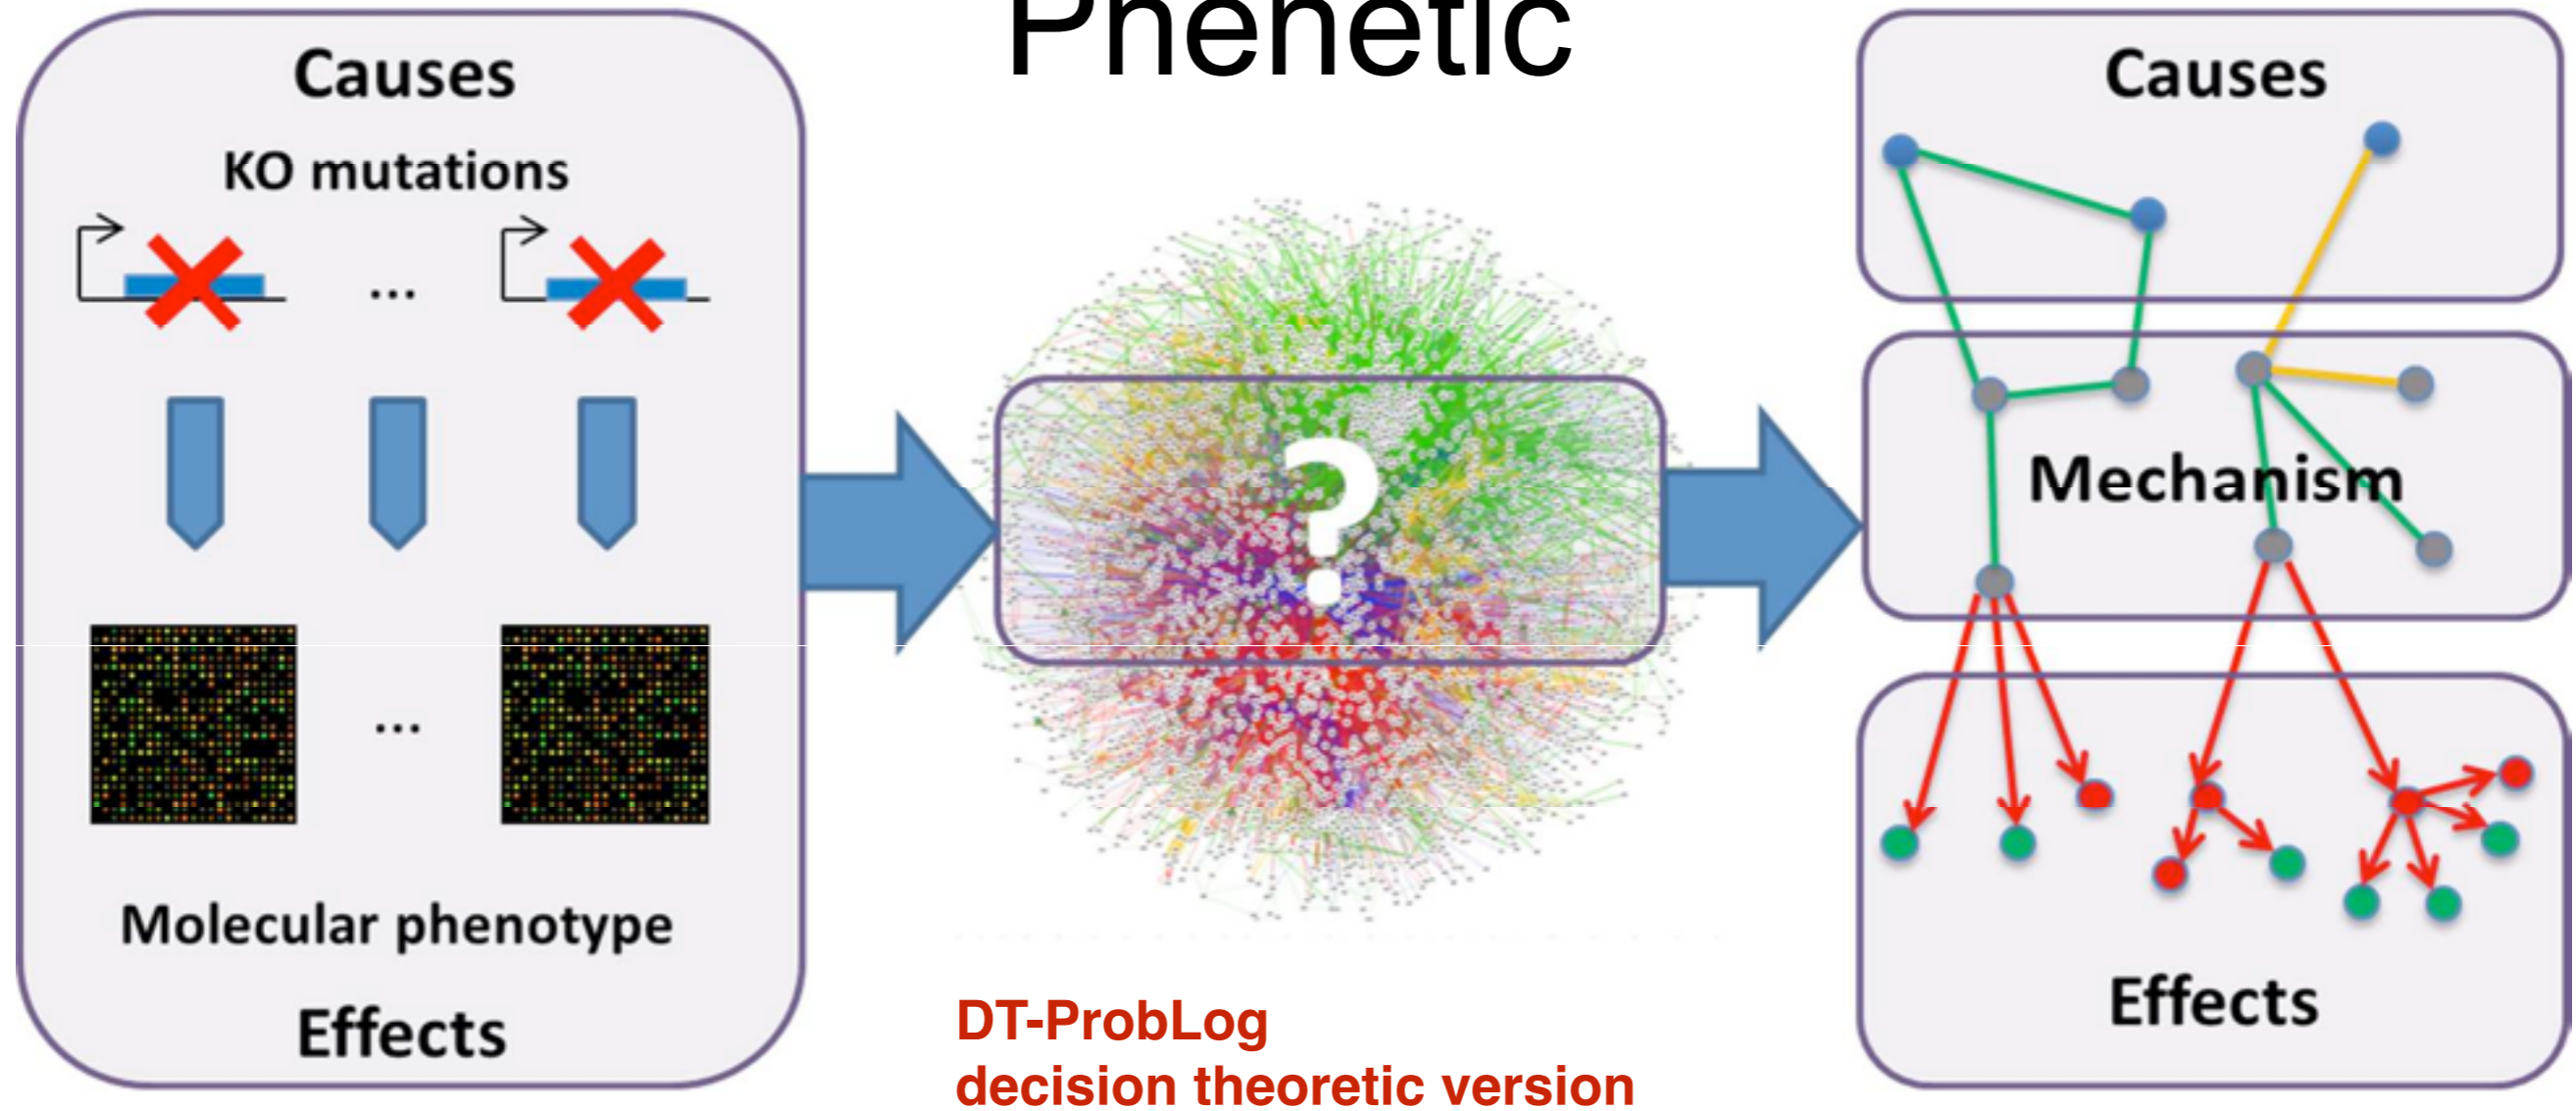 Phenetic
Causes
KO mutations
...
...
Molecular phenotype
Effects
?
DT-ProbLog
decision theoretic version
Causes
Mechanism
Effects